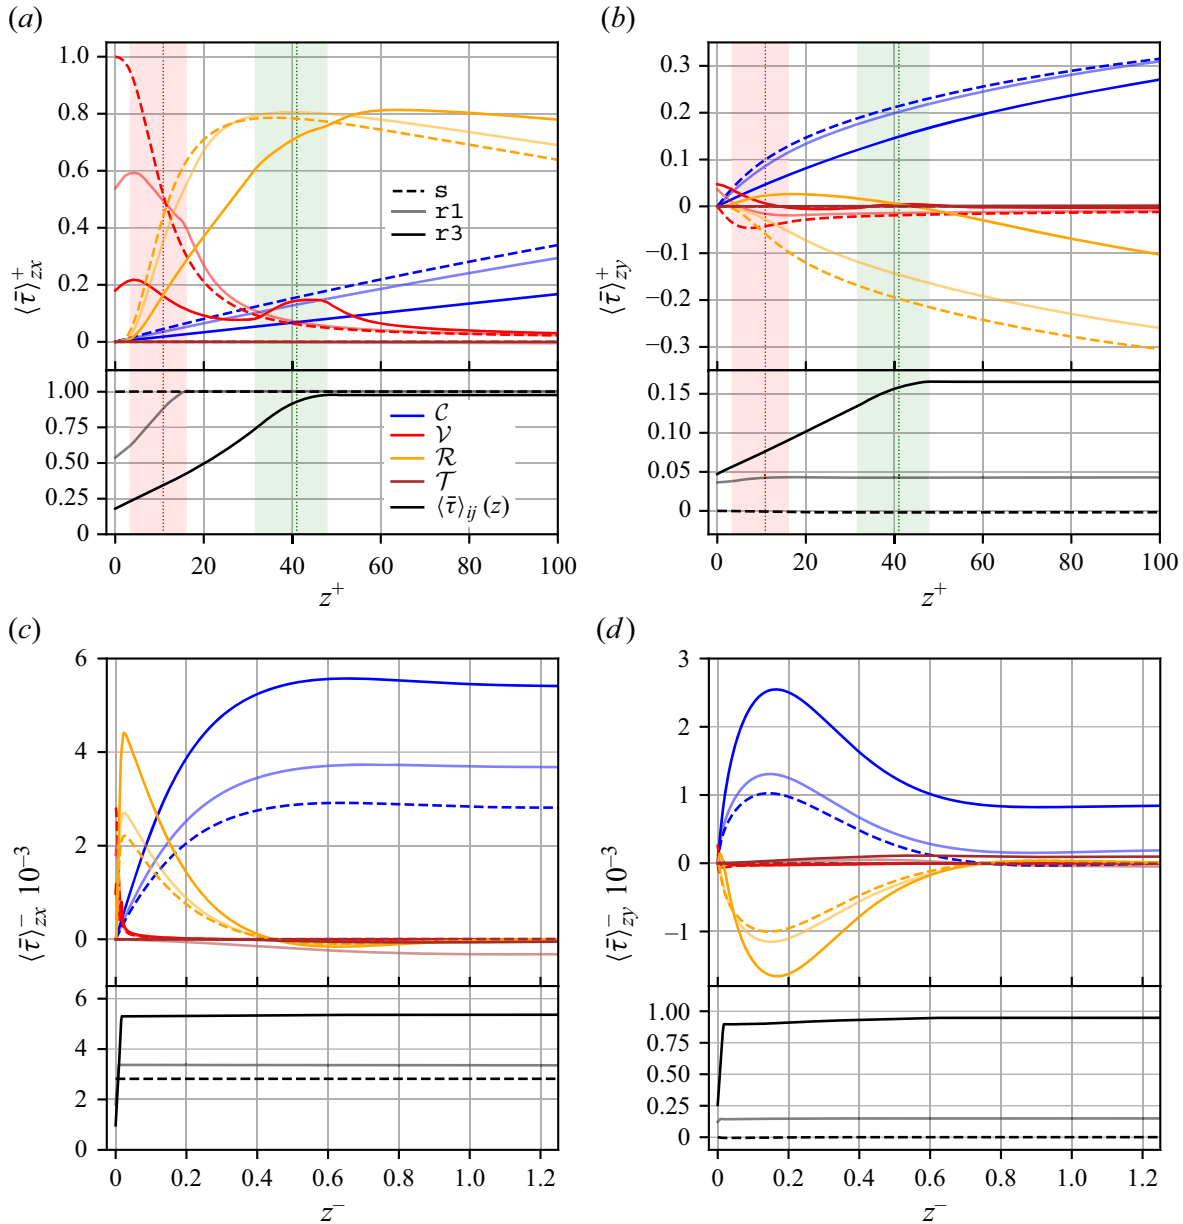 (a)
1.0
0.8
0.6
0.4
0.2
0
⟨τ̄⟩⁺zx
s
r1
r3
1.00
0.75
0.50
0.25
0
C
V
R
T
⟨τ̄⟩ij (z)
0 20 40 60 80 100
z⁺
(b)
0.3
0.2
0.1
0
−0.1
−0.2
−0.3
⟨τ̄⟩⁺zy
0.15
0.10
0.05
0
0 20 40 60 80 100
z⁺
(c)
6
4
2
0
⟨τ̄⟩⁻zx 10⁻³
6
4
2
0
0 0.2 0.4 0.6 0.8 1.0 1.2
z⁻
(d)
3
2
1
0
−1
⟨τ̄⟩⁻zy 10⁻³
1.00
0.75
0.50
0.25
0
0 0.2 0.4 0.6 0.8 1.0 1.2
z⁻